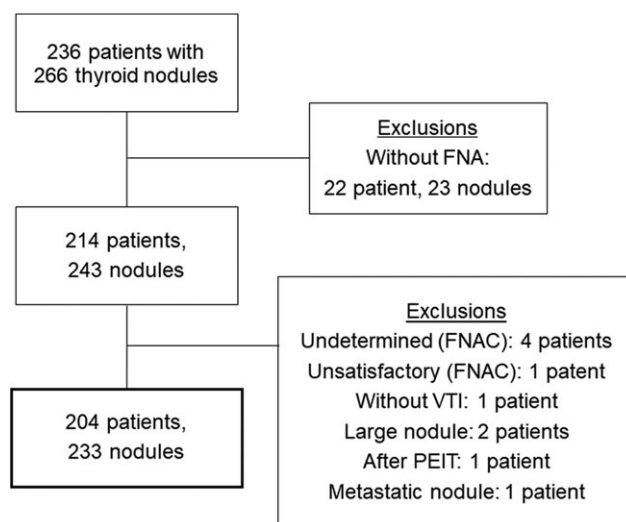 236 patients with
266 thyroid nodules
Exclusions
Without FNA:
22 patient, 23 nodules
214 patients,
243 nodules
Exclusions
Undetermined (FNAC): 4 patients
Unsatisfactory (FNAC): 1 patent
Without VTI: 1 patient
Large nodule: 2 patients
After PEIT: 1 patient
Metastatic nodule: 1 patient
204 patients,
233 nodules